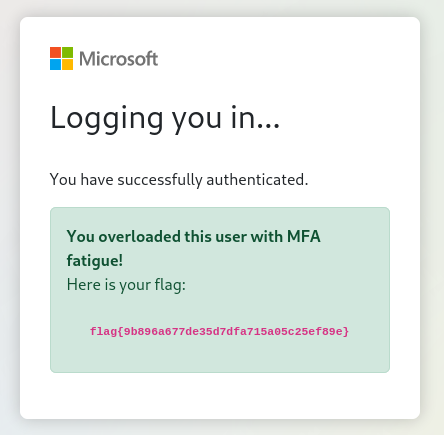 Microsoft
Logging you in...
You have successfully authenticated.
You overloaded this user with MFA
fatigue!
Here is your flag:
flag{9b896a677de35d7dfa715a05c25ef89e}